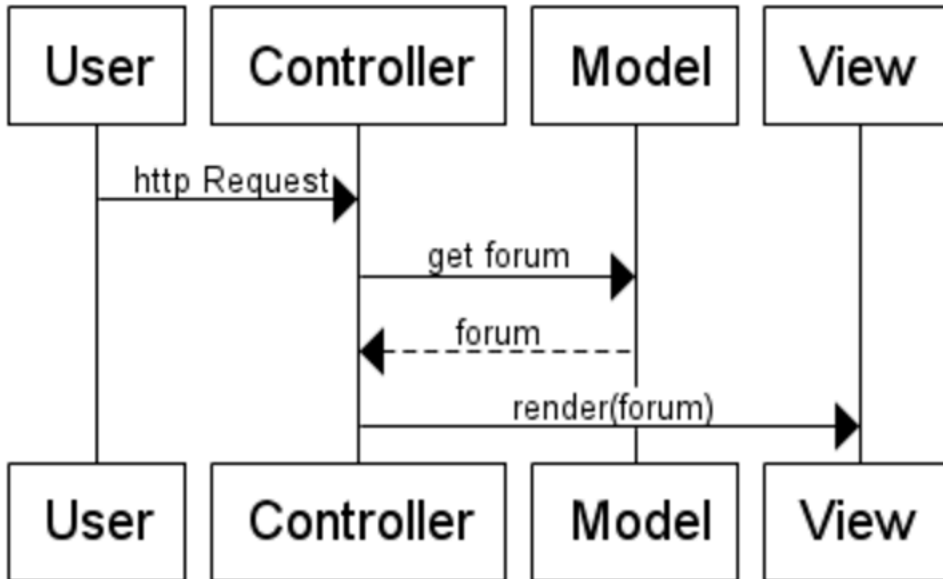 User
Controller
Model
View
http Request
get forum
forum
render(forum)
User
Controller
Model
View